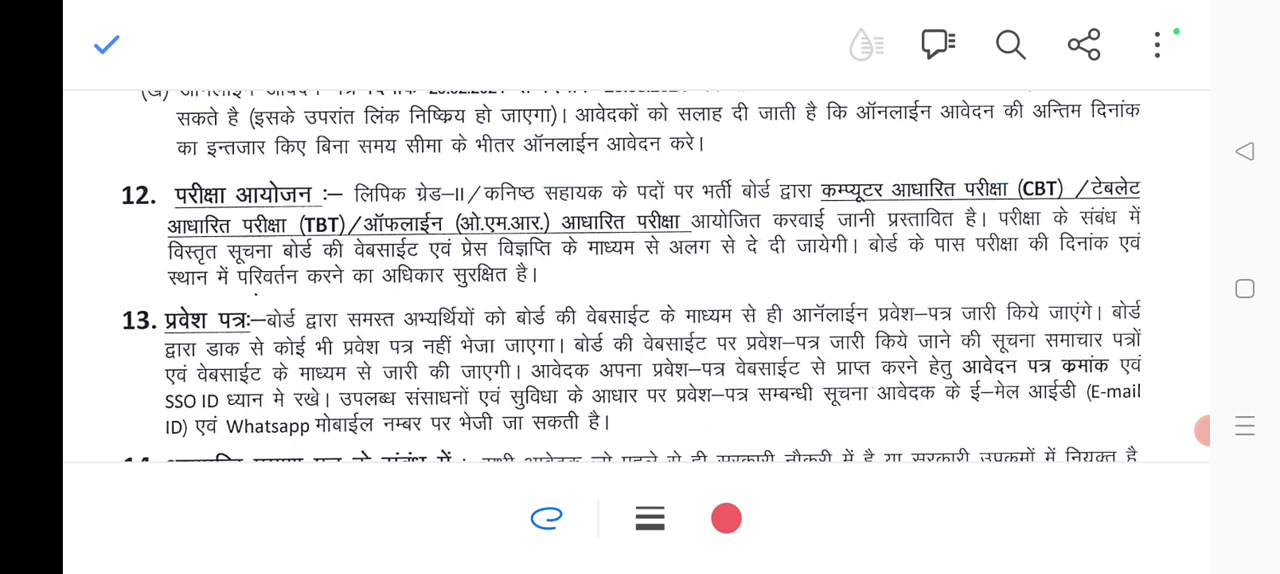 सकते है (इसके उपरांत लिंक निष्क्रिय हो जाएगा)। आवेदकों को सलाह दी जाती है कि ऑनलाईन आवेदन की अन्तिम दिनांक
का इन्तजार किए बिना समय सीमा के भीतर ऑनलाईन आवेदन करे।
12. परीक्षा आयोजन :– लिपिक ग्रेड–II/कनिष्ठ सहायक के पदों पर भर्ती बोर्ड द्वारा कम्प्यूटर आधारित परीक्षा (CBT) /टेबलेट
आधारित परीक्षा (TBT)/ऑफलाईन (ओ.एम.आर.) आधारित परीक्षा आयोजित करवाई जानी प्रस्तावित है। परीक्षा के संबंध में
विस्तृत सूचना बोर्ड की वेबसाईट एवं प्रेस विज्ञप्ति के माध्यम से अलग से दे दी जायेगी। बोर्ड के पास परीक्षा की दिनांक एवं
स्थान में परिवर्तन करने का अधिकार सुरक्षित है।
13. प्रवेश पत्रः–बोर्ड द्वारा समस्त अभ्यर्थियों को बोर्ड की वेबसाईट के माध्यम से ही आनॅलाईन प्रवेश–पत्र जारी किये जाएंगे। बोर्ड
द्वारा डाक से कोई भी प्रवेश पत्र नहीं भेजा जाएगा। बोर्ड की वेबसाईट पर प्रवेश–पत्र जारी किये जाने की सूचना समाचार पत्रों
एवं वेबसाईट के माध्यम से जारी की जाएगी। आवेदक अपना प्रवेश–पत्र वेबसाईट से प्राप्त करने हेतु आवेदन पत्र क्रमांक एवं
SSO ID ध्यान मे रखे। उपलब्ध संसाधनों एवं सुविधा के आधार पर प्रवेश–पत्र सम्बन्धी सूचना आवेदक के ई–मेल आईडी (E-mail
ID) एवं Whatsapp मोबाईल नम्बर पर भेजी जा सकती है।